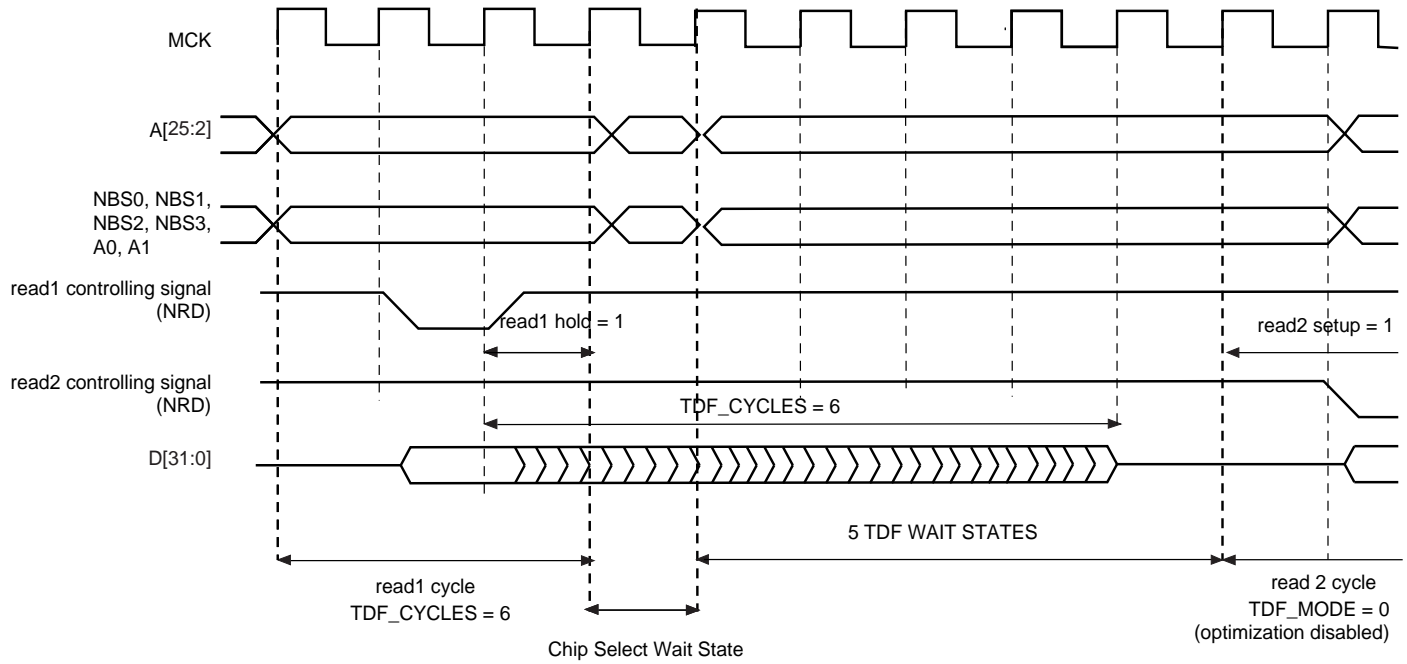 MCK
A[25:2]
NBS0, NBS1,
NBS2, NBS3,
A0, A1
read1 controlling signal
(NRD)
read1 hold = 1
read2 setup = 1
read2 controlling signal
(NRD)
TDF_CYCLES = 6
D[31:0]
5 TDF WAIT STATES
read1 cycle
TDF_CYCLES = 6
Chip Select Wait State
read 2 cycle
TDF_MODE = 0
(optimization disabled)